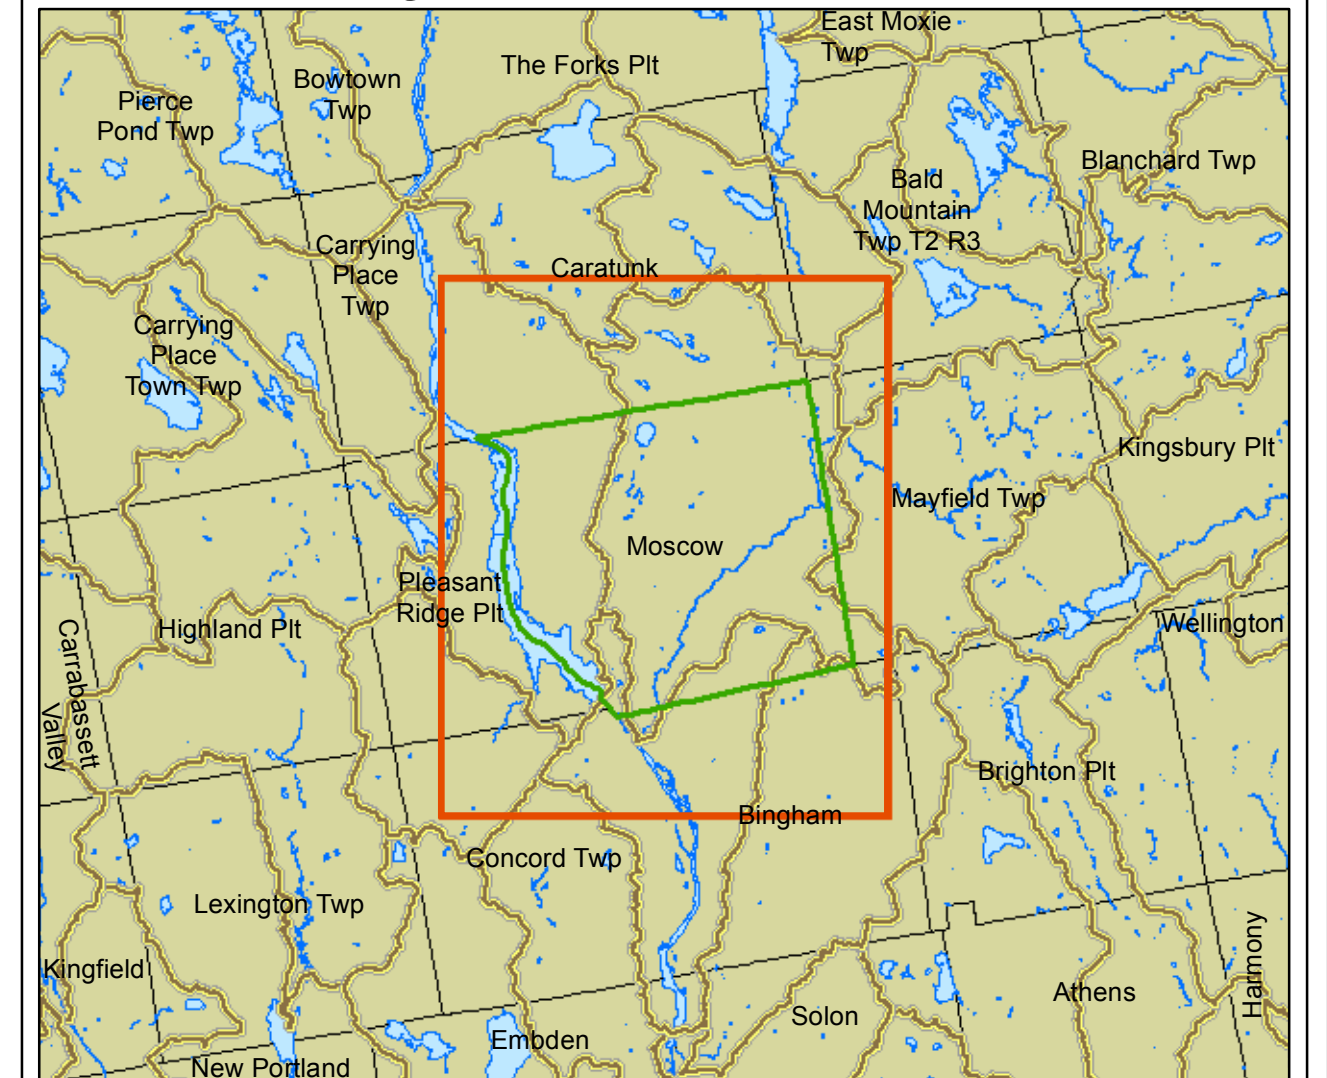 East Moxie
Twp
The Forks Plt
Bowtown
Twp
Pierce
Pond Twp
Blanchard Twp
Bald
Mountain
Twp T2 R3
Carrying
Place
Twp
Caratunk
Carrying
Place
Town Twp
Kingsbury Plt
Mayfield Twp
Moscow
Pleasant
Ridge Plt
Highland Plt
Wellington
Carrabassett
Valley
Brighton Plt
Bingham
Concord Twp
Lexington Twp
Kingfield
Harmony
Athens
Solon
Embden
New Portland